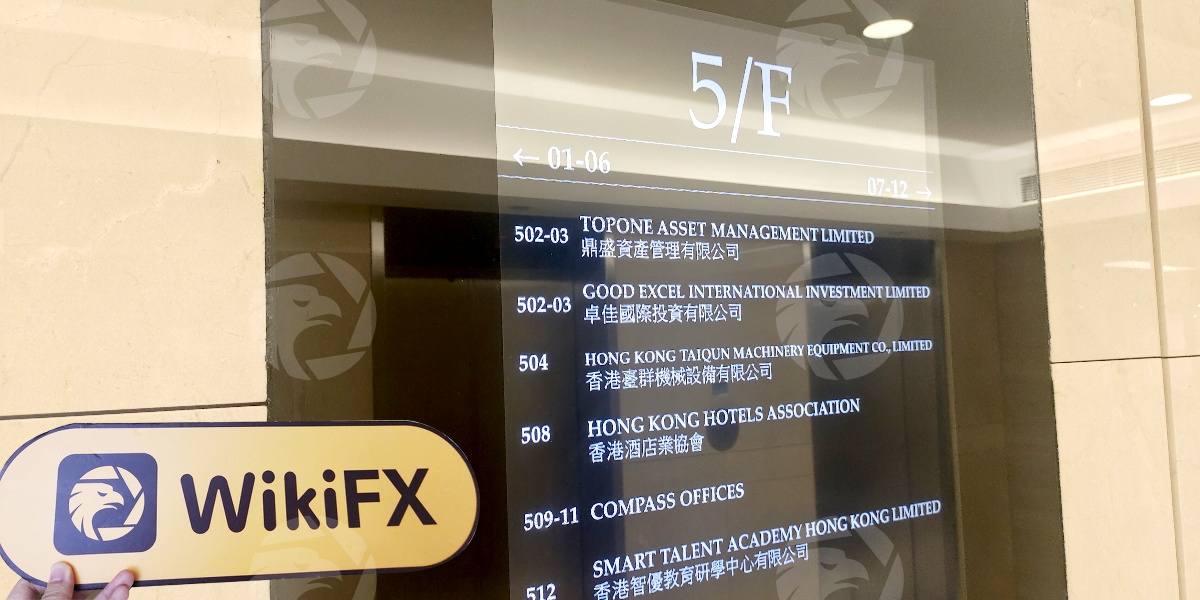 5/F
← 01-06
07-12 →
502-03 TOPONE ASSET MANAGEMENT LIMITED
鼎盛資產管理有限公司
502-03 GOOD EXCEL INTERNATIONAL INVESTMENT LIMITED
卓佳國際投資有限公司
504 HONG KONG TAIQUN MACHINERY EQUIPMENT CO., LIMITED
香港臺群機械設備有限公司
508 HONG KONG HOTELS ASSOCIATION
香港酒店業協會
509-11 COMPASS OFFICES
512 SMART TALENT ACADEMY HONG KONG LIMITED
香港智優教育研學中心有限公司
WikiFX